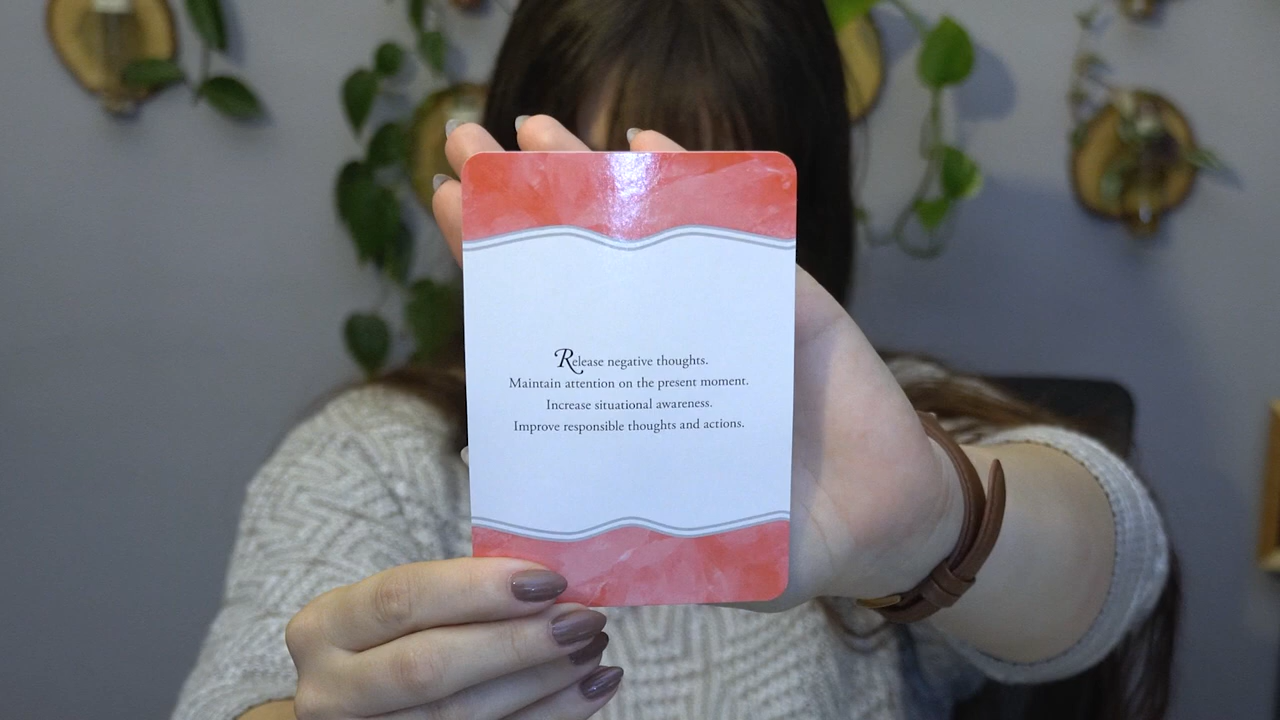 Release negative thoughts.
Maintain attention on the present moment.
Increase situational awareness.
Improve responsible thoughts and actions.